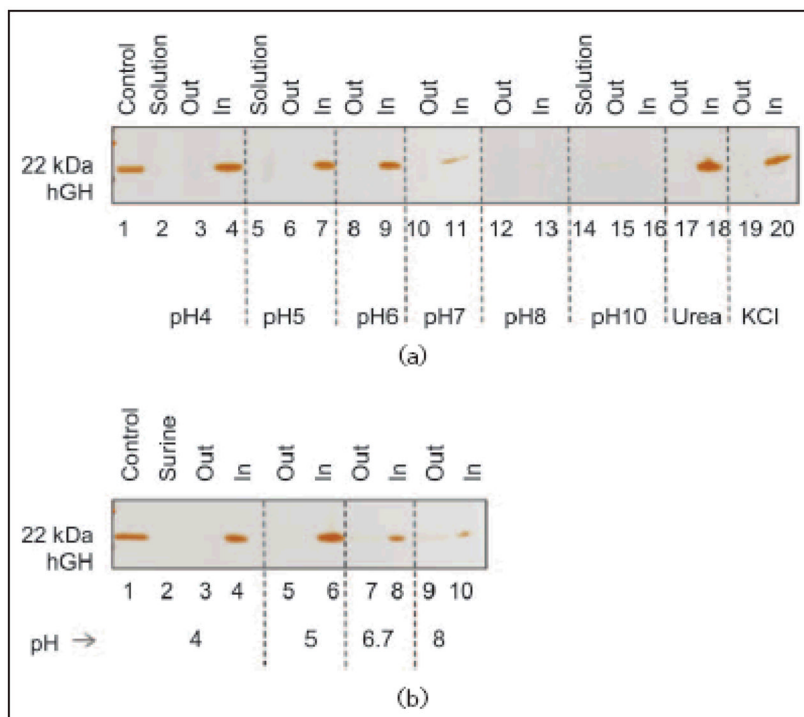 Control Solution Out In Solution Out In Out In Out In Out In Solution Out In Out In Out In
22 kDa
hGH
1 2 3 4 5 6 7 8 9 10 11 12 13 14 15 16 17 18 19 20
pH4 pH5 pH6 pH7 pH8 pH10 Urea KCl
(a)
Control Surine Out In Out In Out In Out In
22 kDa
hGH
1 2 3 4 5 6 7 8 9 10
pH → 4 5 6.7 8
(b)